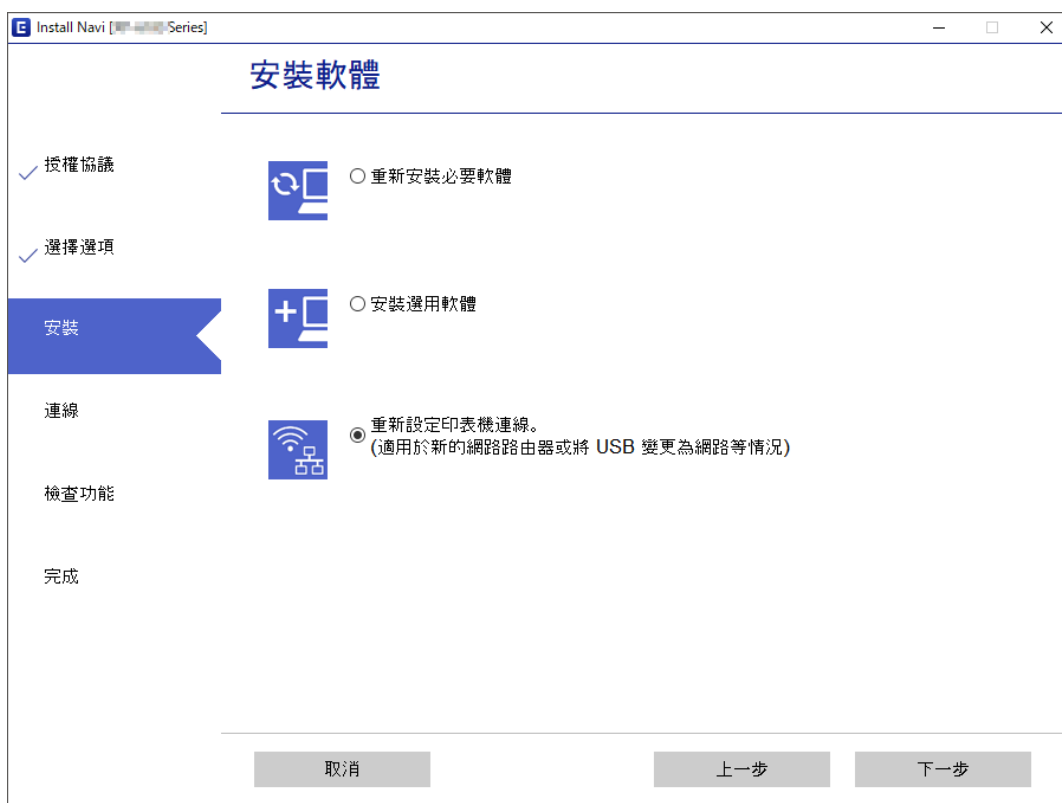 Install Navi [ Series]
安裝軟體
授權協議
重新安裝必要軟體
選擇選項
安裝選用軟體
安裝
連線
重新設定印表機連線。
(適用於新的網路路由器或將 USB 變更為網路等情況)
檢查功能
完成
取消
上一步
下一步